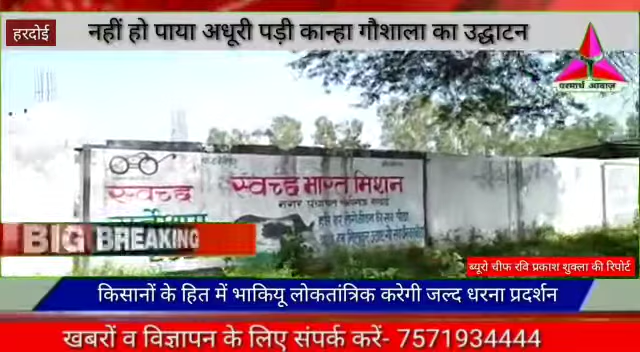 हरदोई
नहीं हो पाया अधूरी पड़ी कान्हा गौशाला का उद्घाटन
परमार्थ आवाज़
स्वच्छ
स्वच्छ भारत मिशन
नगर पंचायत
BIG BREAKING
ब्यूरो चीफ रवि प्रकाश शुक्ला की रिपोर्ट
किसानों के हित में भाकियू लोकतांत्रिक करेगी जल्द धरना प्रदर्शन
खबरों व विज्ञापन के लिए संपर्क करें- 7571934444